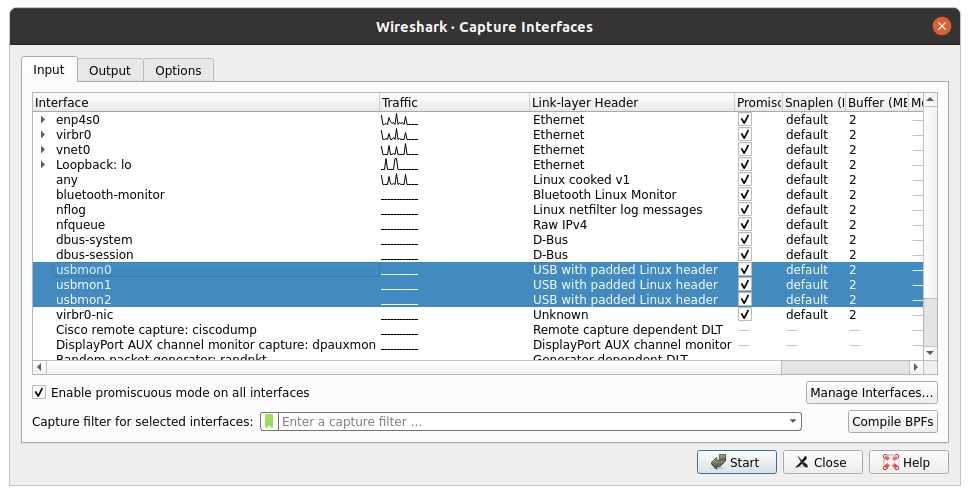 Wireshark · Capture Interfaces
Input Output Options
Interface Traffic Link-layer Header Promisc Snaplen ( Buffer (MB
enp4s0 Ethernet default 2 —
virbr0 Ethernet default 2 —
vnet0 Ethernet default 2 —
Loopback: lo Ethernet default 2 —
any Linux cooked v1 default 2 —
bluetooth-monitor Bluetooth Linux Monitor default 2 —
nflog Linux netfilter log messages default 2 —
nfqueue Raw IPv4 default 2 —
dbus-system D-Bus default 2 —
dbus-session D-Bus default 2 —
usbmon0 USB with padded Linux header default 2 —
usbmon1 USB with padded Linux header default 2 —
usbmon2 USB with padded Linux header default 2 —
virbr0-nic Unknown default 2 —
Cisco remote capture: ciscodump Remote capture dependent DLT — — — —
DisplayPort AUX channel monitor capture: dpauxmon DisplayPort AUX channel monitor — — — —
Random packet generator: randpkt Generator dependent DLT
Enable promiscuous mode on all interfaces Manage Interfaces...
Capture filter for selected interfaces: Enter a capture filter ... Compile BPFs
Start Close Help